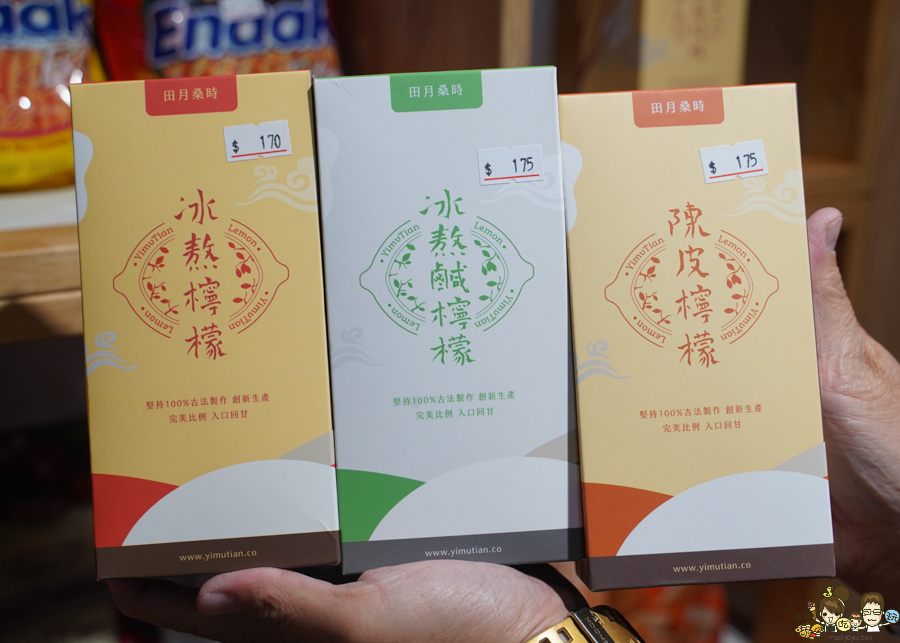 Enaak
Enaak
田月桑時
$ 170
冰熬檸檬
YimuTian
Lemon
Lemon
YimuTian
堅持100%古法製作 創新生產
完美比例 入口回甘
www.yimutian.co
田月桑時
$ 175
冰熬鹹檸檬
YimuTian
Lemon
Lemon
YimuTian
堅持100%古法製作 創新生產
完美比例 入口回甘
www.yimutian.co
田月桑時
$ 175
陳皮檸檬
YimuTian
Lemon
Lemon
YimuTian
堅持100%古法製作 創新生產
完美比例 入口回甘
www.yimutian.co